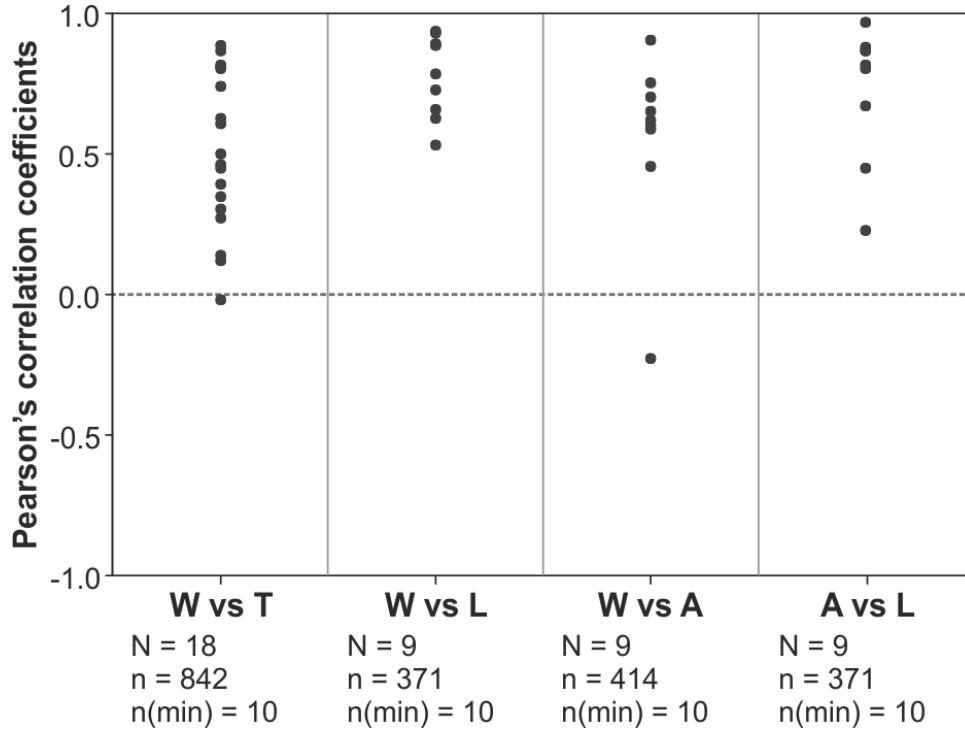 Pearson's correlation coefficients
1.0
0.5
0.0
-0.5
-1.0
W vs T
W vs L
W vs A
A vs L
N = 18
n = 842
n(min) = 10
N = 9
n = 371
n(min) = 10
N = 9
n = 414
n(min) = 10
N = 9
n = 371
n(min) = 10